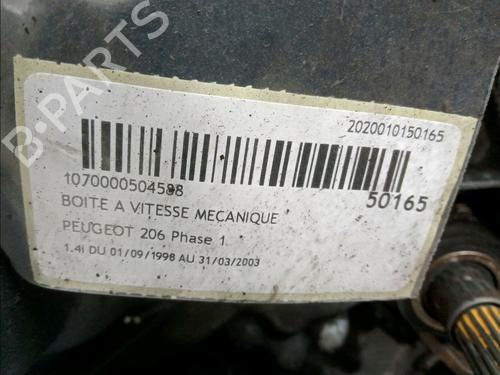 B-PARTS
2020010150165
1070000504598
50165
BOITE A VITESSE MECANIQUE
PEUGEOT 206 Phase 1
1.4i DU 01/09/1998 AU 31/03/2003